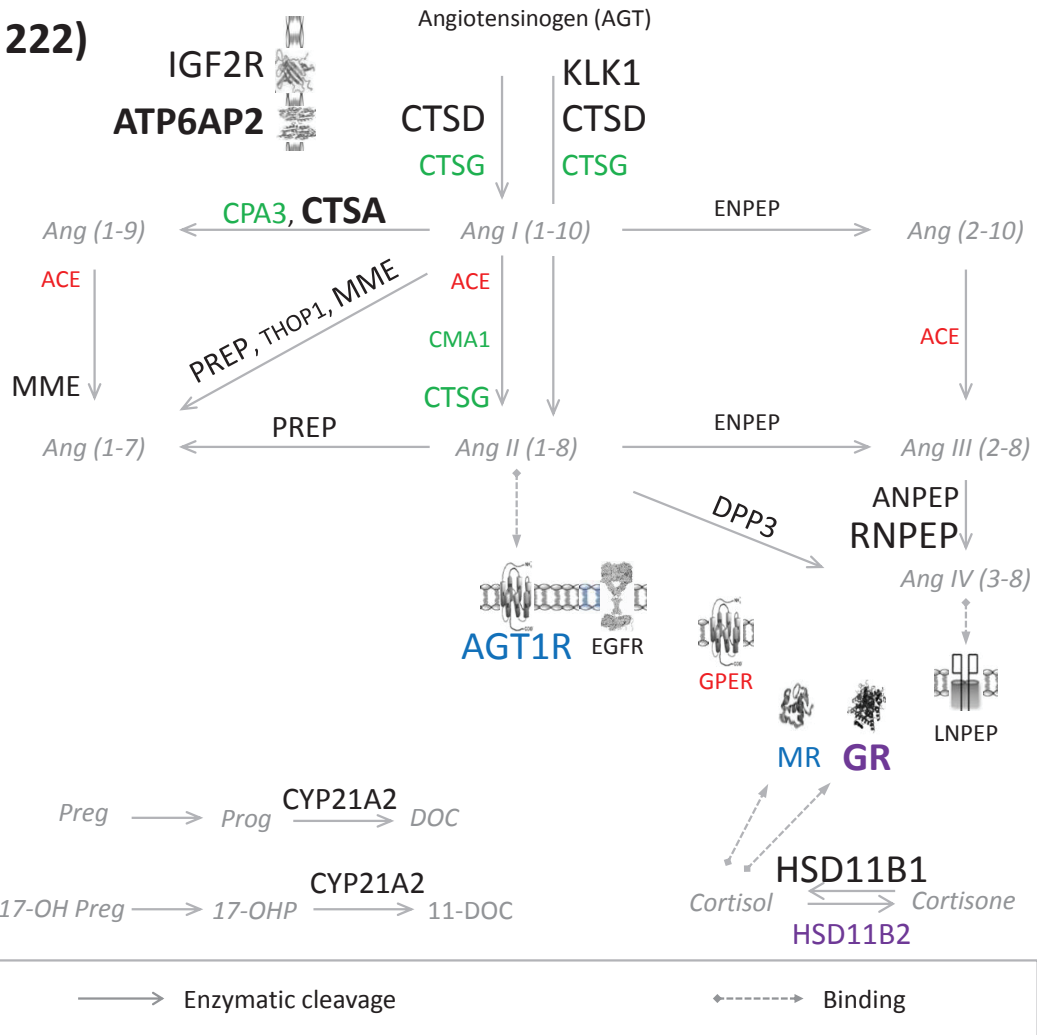 222)
Angiotensinogen (AGT)
IGF2R
ATP6AP2
KLK1
CTSD
CTSD
CTSG
CTSG
CPA3, CTSA
ENPEP
Ang (1-9)
Ang I (1-10)
Ang (2-10)
ACE
ACE
PREP, THOP1, MME
CMA1
ACE
MME
CTSG
PREP
ENPEP
Ang (1-7)
Ang II (1-8)
Ang III (2-8)
ANPEP
DPP3
RNPEP
Ang IV (3-8)
AGT1R
EGFR
GPER
LNPEP
MR
GR
CYP21A2
Preg
Prog
DOC
CYP21A2
HSD11B1
17-OH Preg
17-OHP
11-DOC
Cortisol
Cortisone
HSD11B2
Enzymatic cleavage
Binding